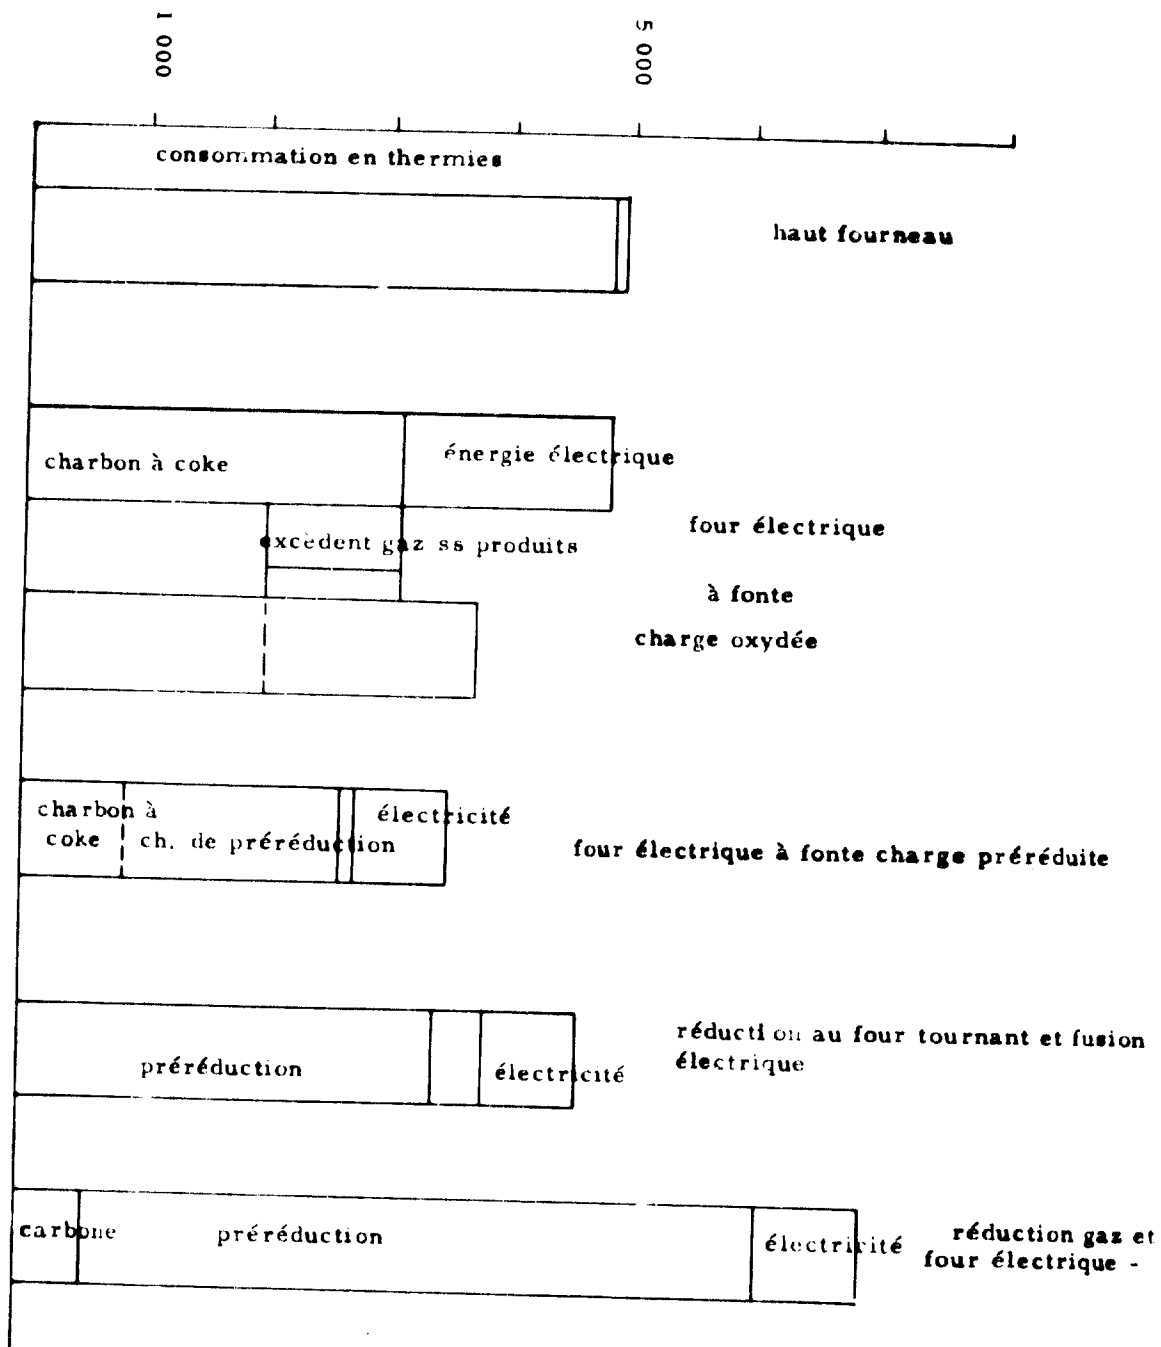 1 000
5 000
consommation en thermies
haut fourneau
charbon à coke
énergie électrique
excèdent gaz ss produits
four électrique
à fonte
charge oxydée
charbon à
coke
ch. de préréduction
électricité
four électrique à fonte charge préréduite
préréduction
électricité
réduction au four tournant et fusion
électrique
carbone
préréduction
électricité
réduction gaz et
four électrique -